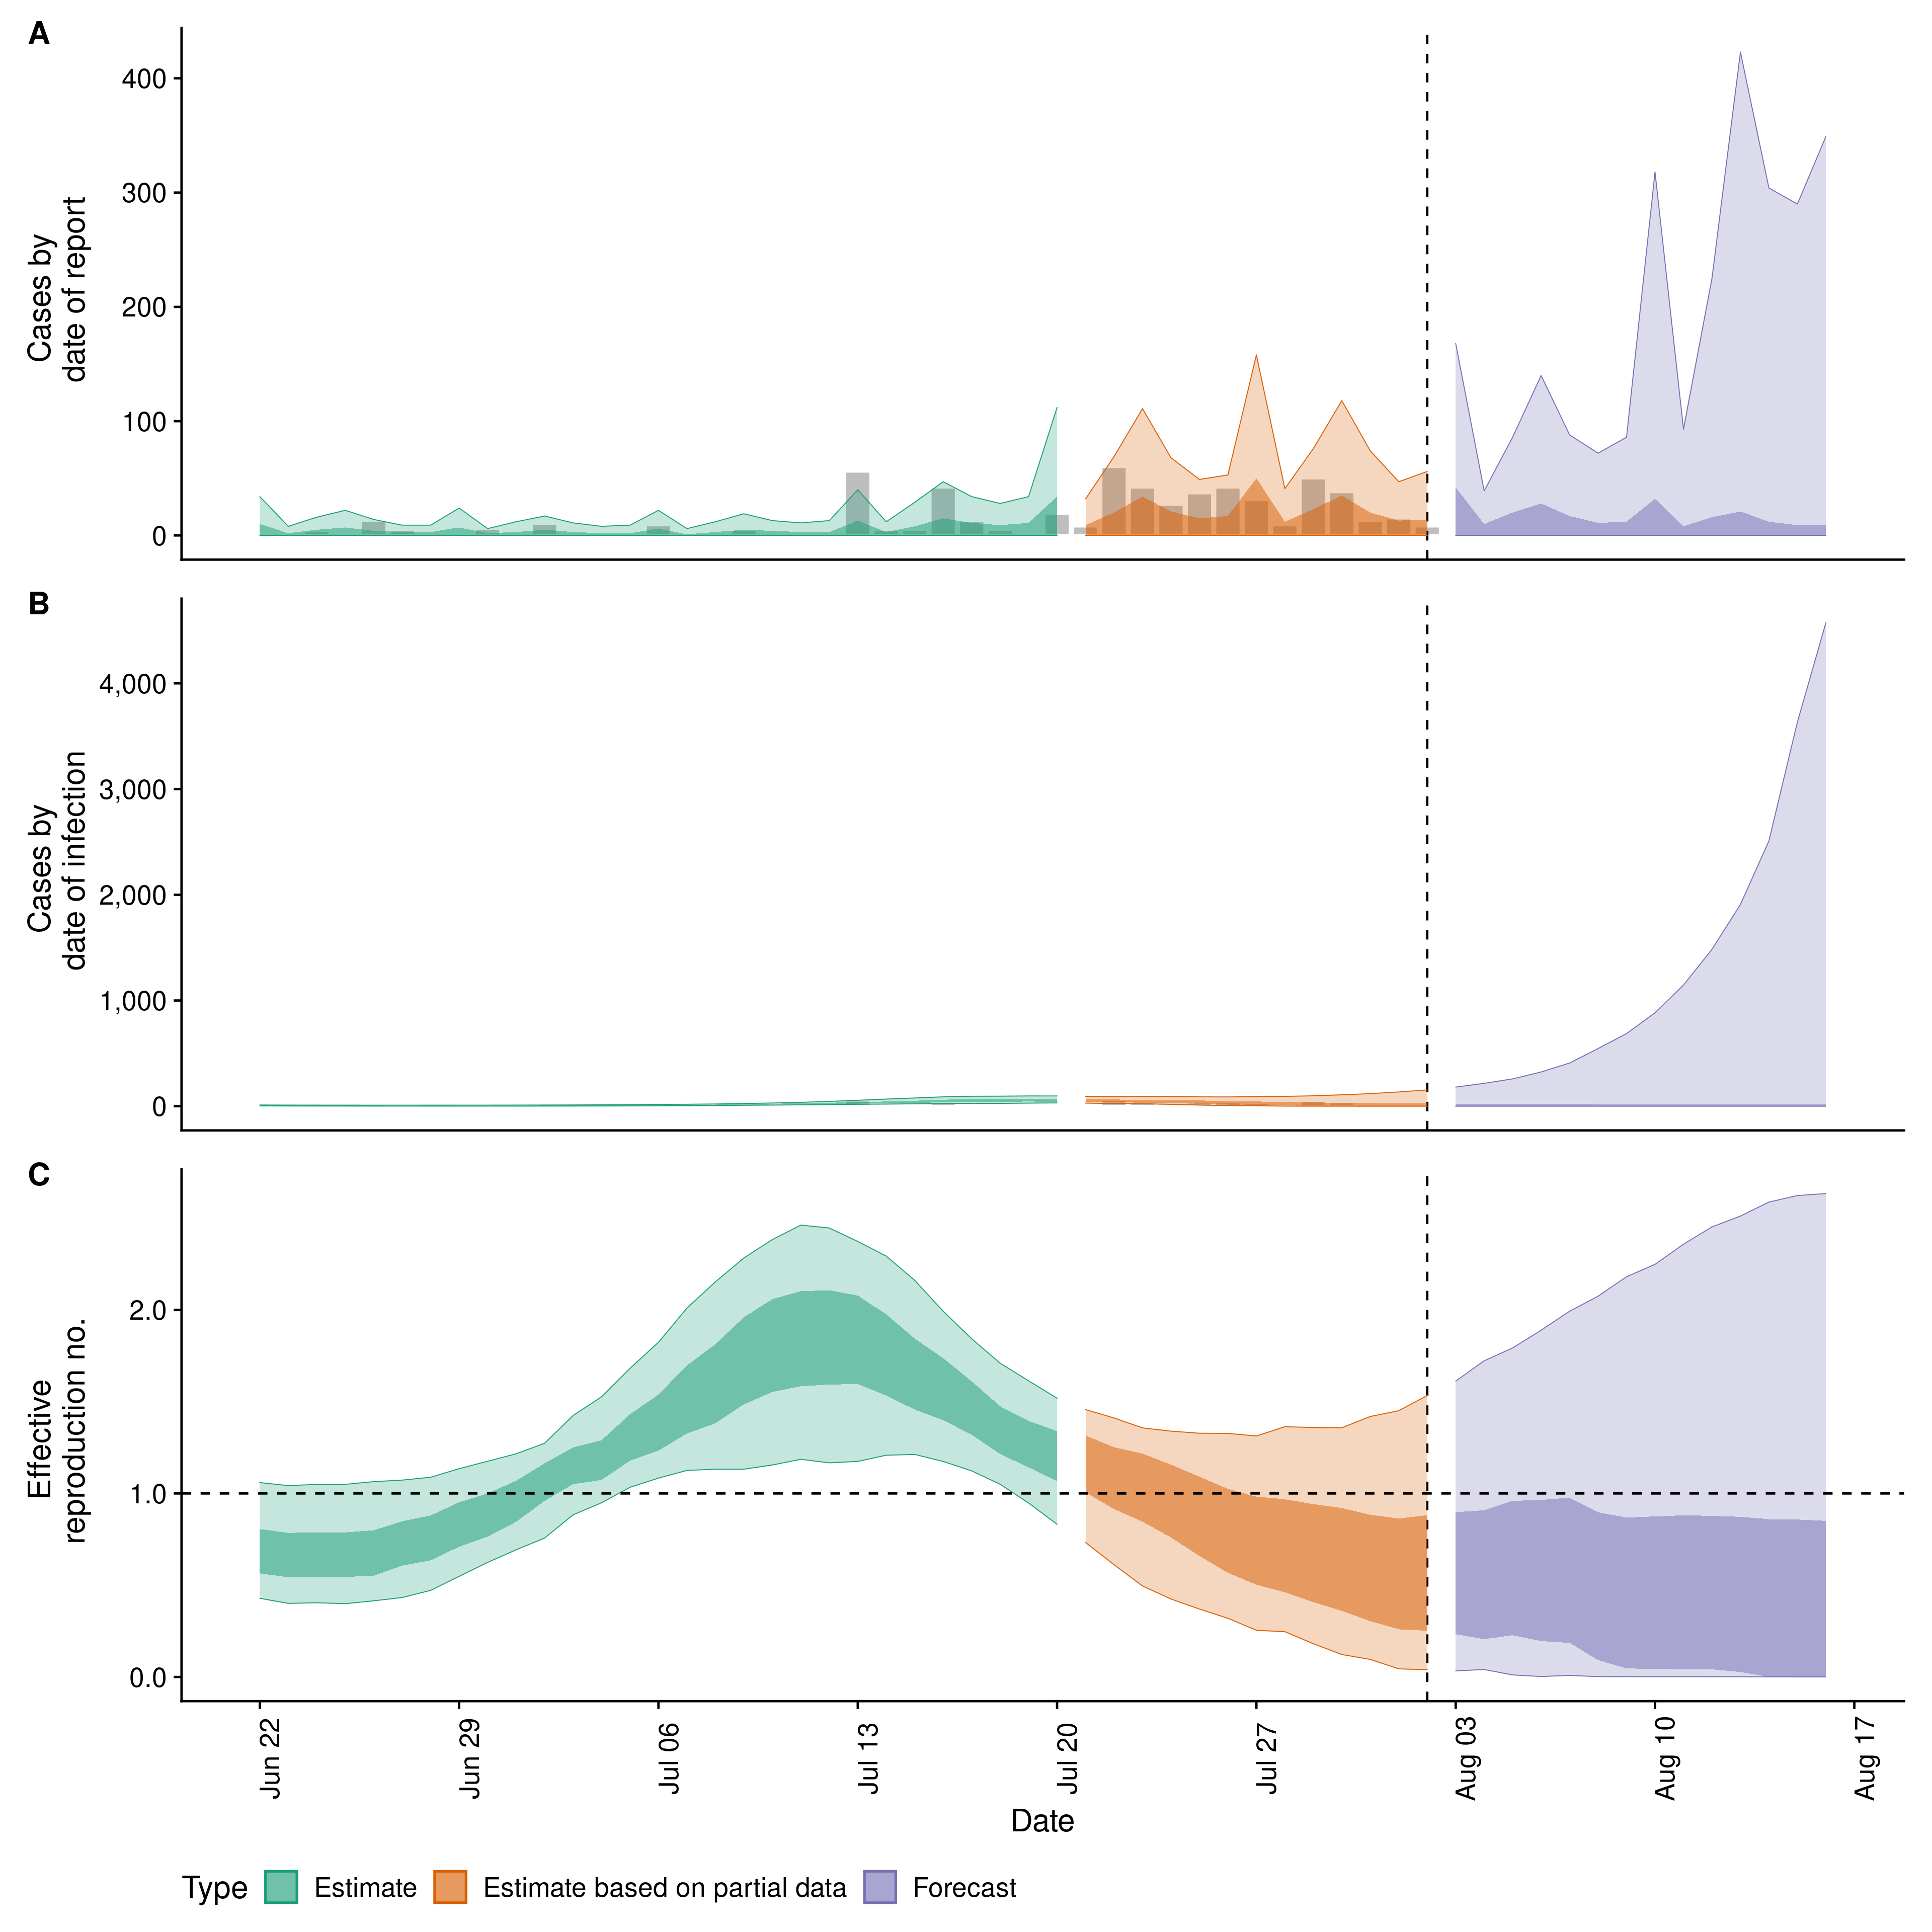 A
400
300
200
100
0
Cases by
date of report
B
4,000
3,000
2,000
1,000
0
Cases by
date of infection
C
2.0
1.0
0.0
Effective
reproduction no.
Jun 22
Jun 29
Jul 06
Jul 13
Jul 20
Jul 27
Aug 03
Aug 10
Aug 17
Date
Type Estimate Estimate based on partial data Forecast